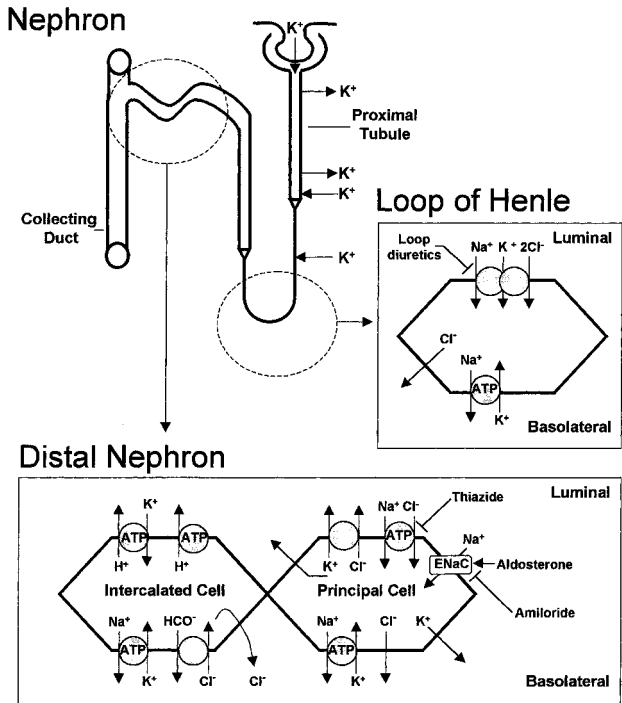 Nephron
K+
K+
Proximal
Tubule
K+
K+
K+
Collecting
Duct
Loop of Henle
Loop
diuretics
Na+ K+ 2Cl-
Luminal
Cl-
Na+
ATP
K+
Basolateral
Distal Nephron
Luminal
K+
ATP
ATP
H+
H+
Na+ Cl-
Thiazide
ATP
K+
Cl-
Na+
ENaC
Aldosterone
Amiloride
Intercalated Cell
Principal Cell
Na+
HCO-
ATP
K+
Cl-
Cl-
Na+
Cl-
K+
ATP
K+
Basolateral